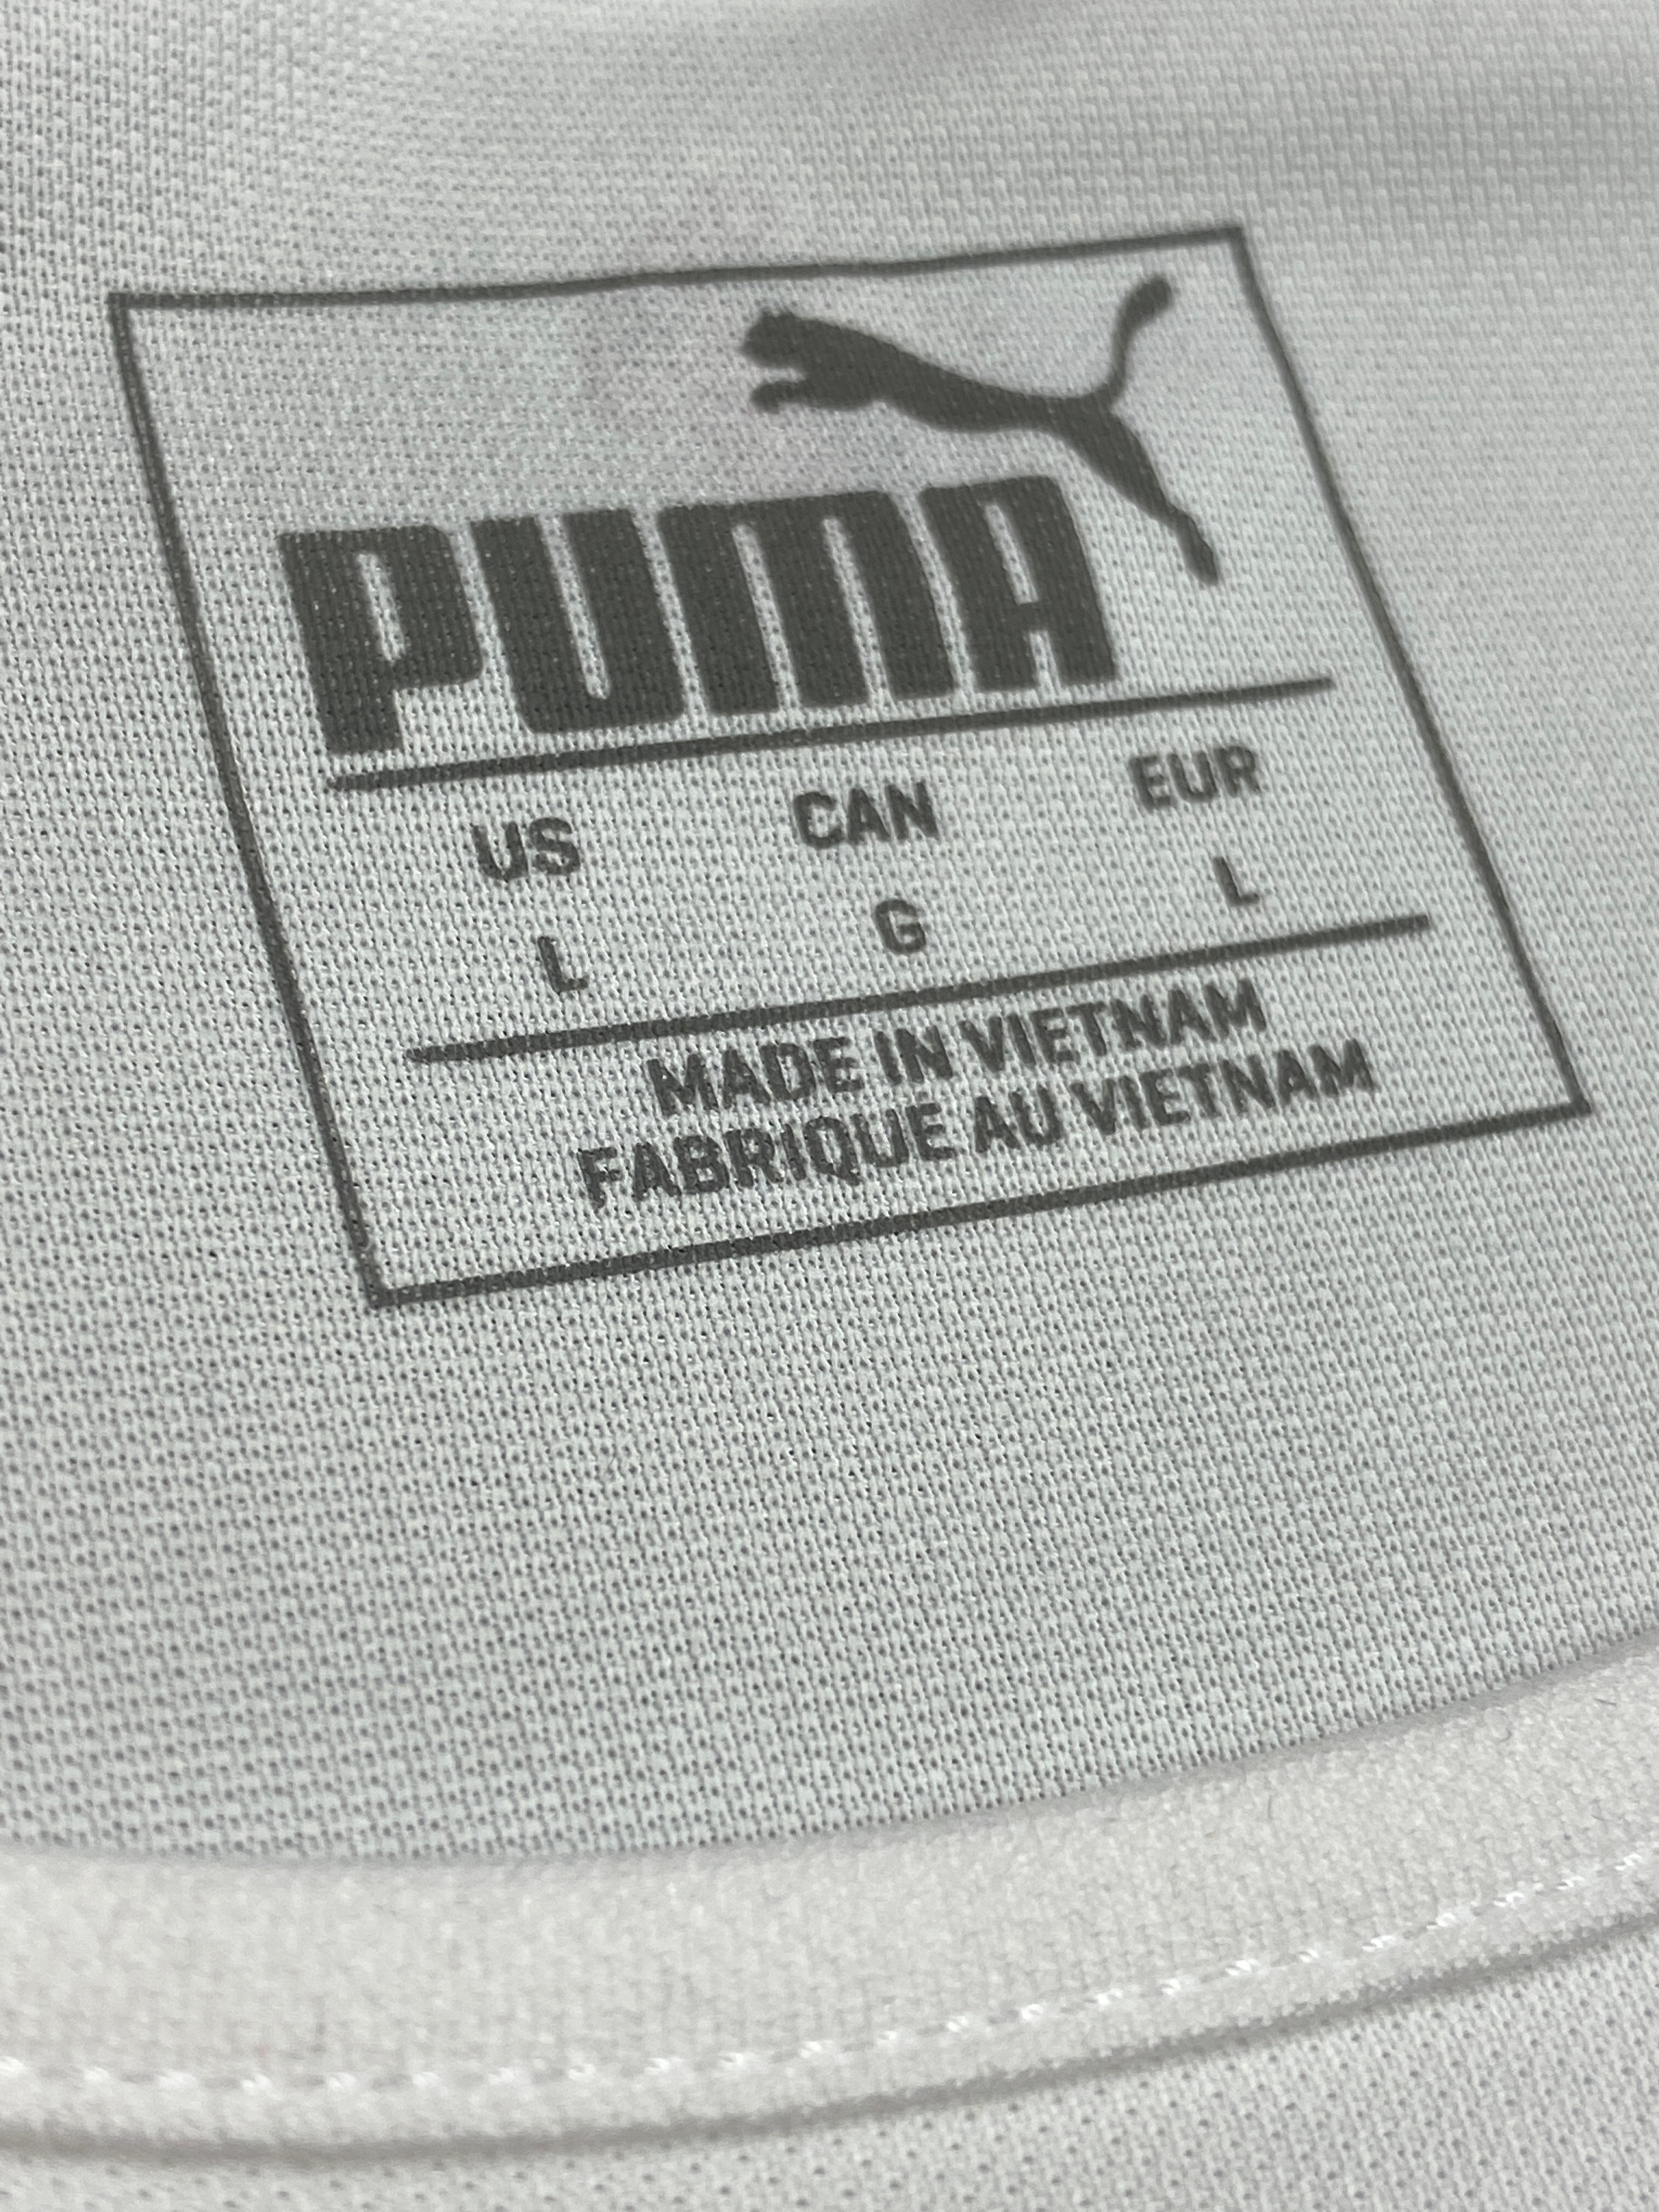 PUMA
US CAN EUR
L G L
MADE IN VIETNAM
FABRIQUE AU VIETNAM